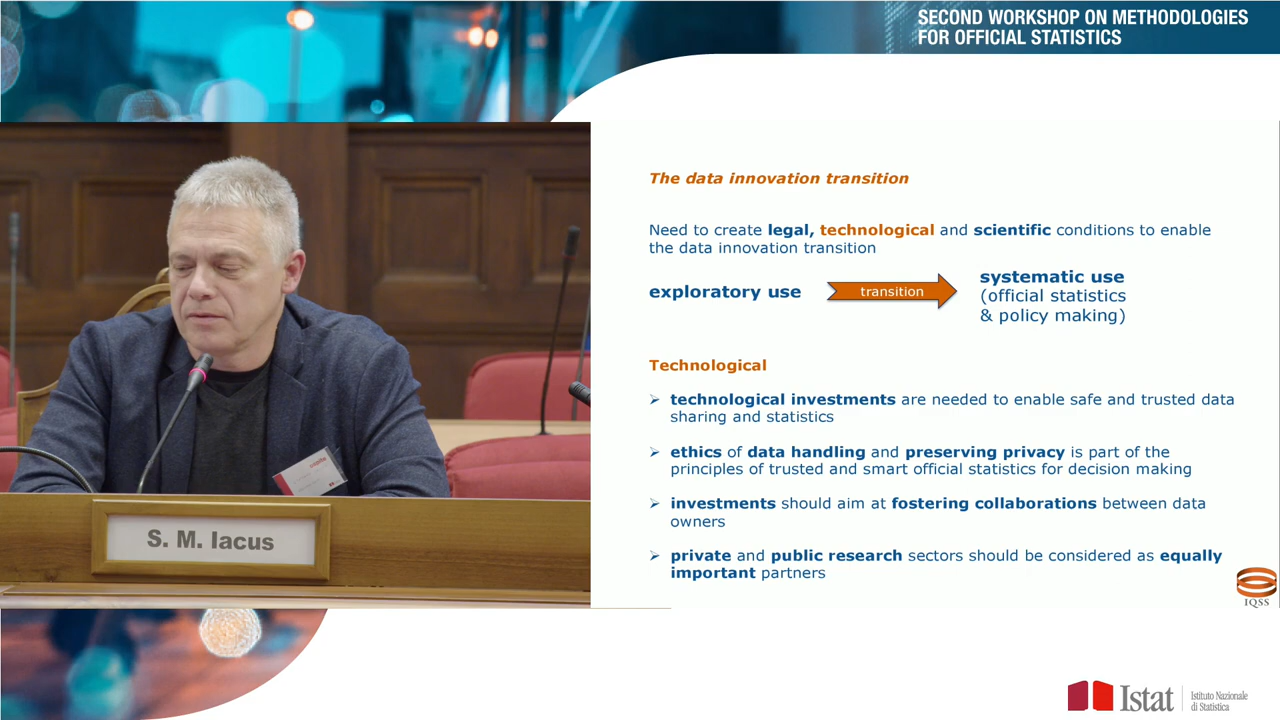 SECOND WORKSHOP ON METHODOLOGIES
FOR OFFICIAL STATISTICS
The data innovation transition
Need to create legal, technological and scientific conditions to enable
the data innovation transition
exploratory use
transition
systematic use
(official statistics
& policy making)
Technological
➢ technological investments are needed to enable safe and trusted data
sharing and statistics
➢ ethics of data handling and preserving privacy is part of the
principles of trusted and smart official statistics for decision making
➢ investments should aim at fostering collaborations between data
owners
➢ private and public research sectors should be considered as equally
important partners
IQSS
S. M. Iacus
Istat
Istituto Nazionale
di Statistica